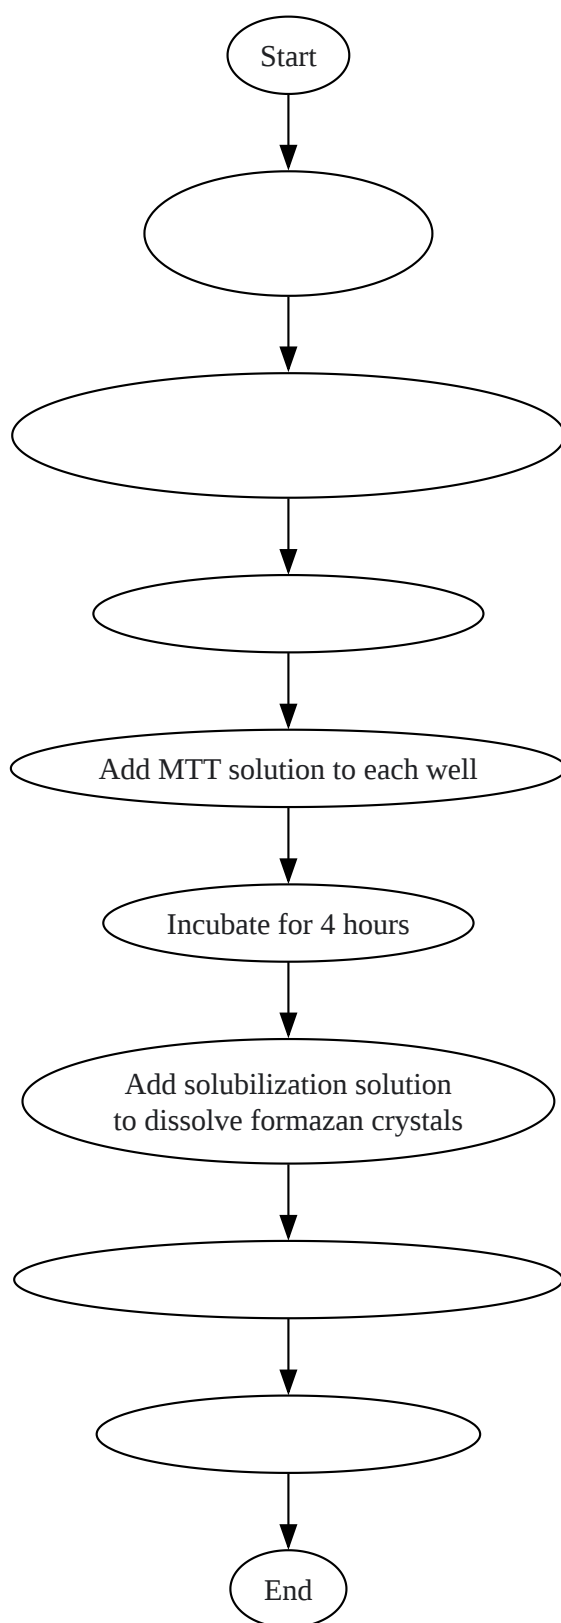 Start
Add MTT solution to each well
Incubate for 4 hours
Add solubilization solution
to dissolve formazan crystals
End